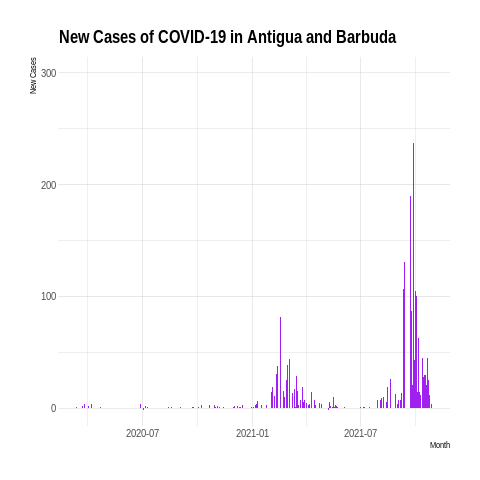 New Cases of COVID-19 in Antigua and Barbuda
New Cases
300
200
100
0
2020-07
2021-01
2021-07
Month